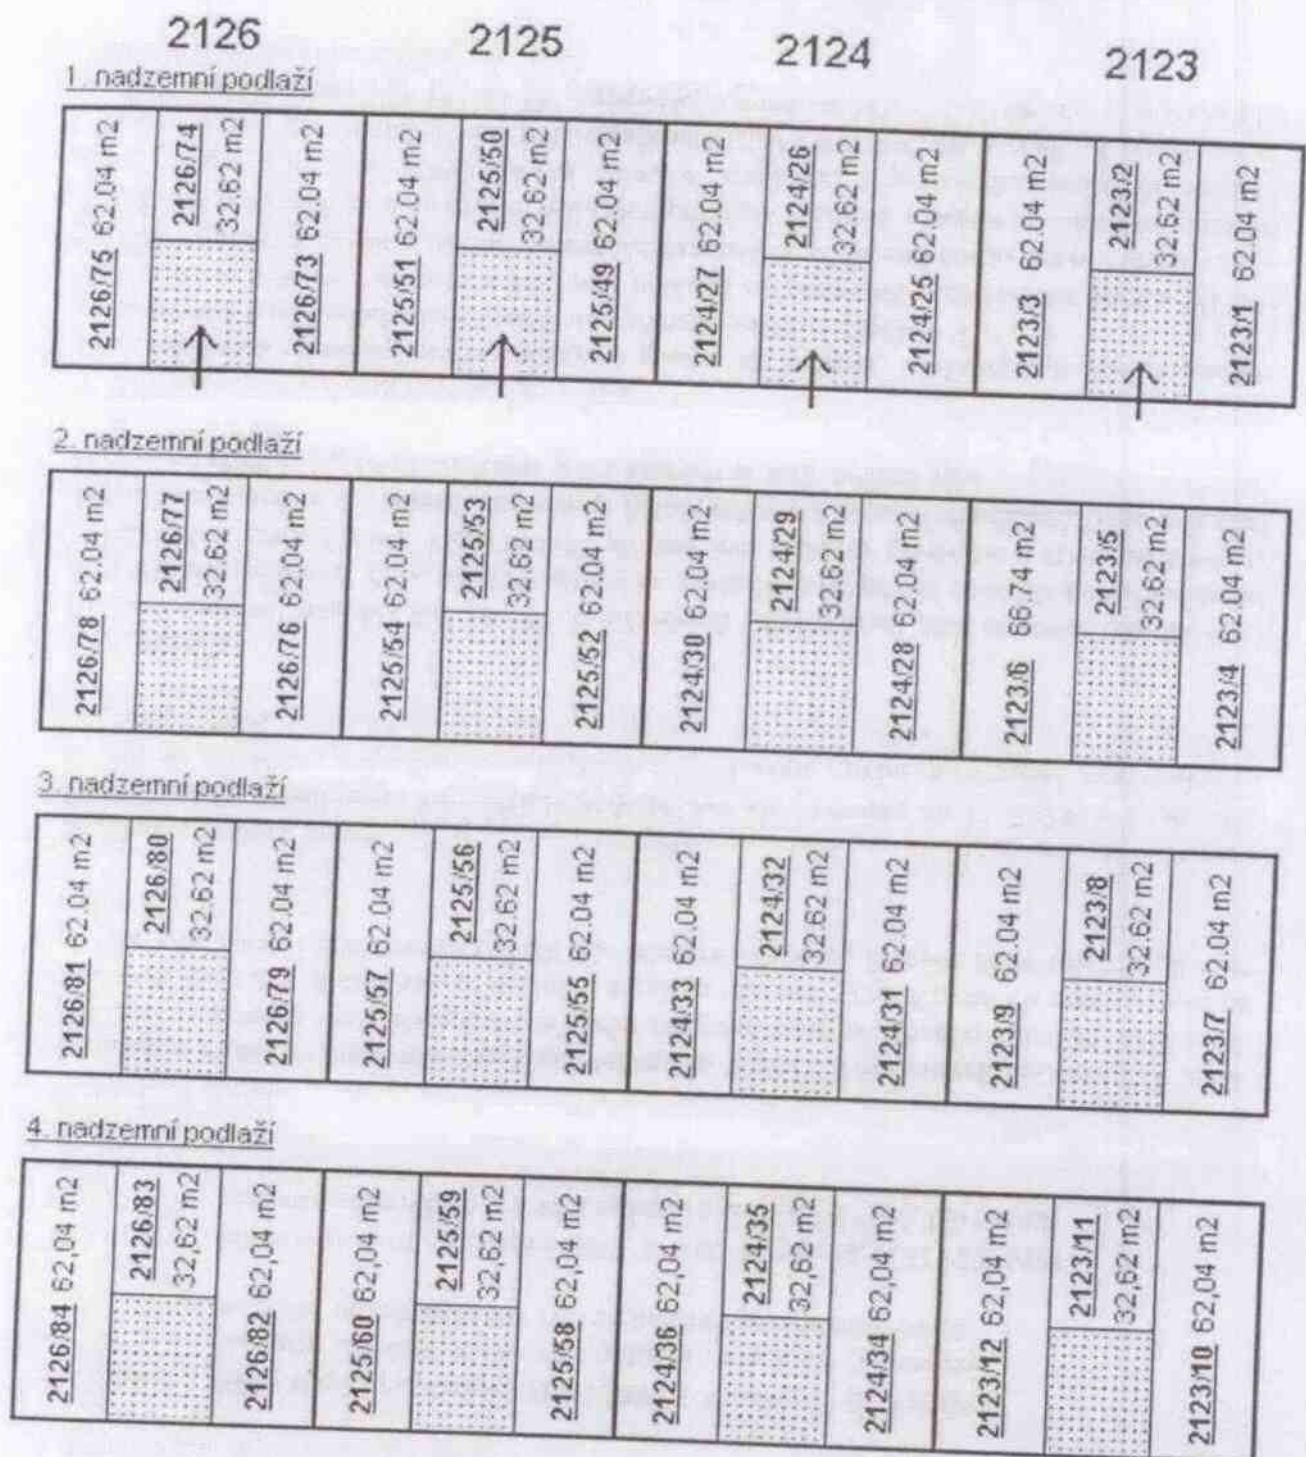 2126 2125 2124 2123
1. nadzemní podlaží
2126/75 62.04 m2
2126/74
32.62 m2
2126/73 62.04 m2
2125/51 62.04 m2
2125/50
32.62 m2
2125/49 62.04 m2
2124/27 62.04 m2
2124/26
32.62 m2
2124/25 62.04 m2
2123/3 62.04 m2
2123/2
32.62 m2
2123/1 62.04 m2
2. nadzemní podlaží
2126/78 62.04 m2
2126/77
32.62 m2
2126/76 62.04 m2
2125/54 62.04 m2
2125/53
32.62 m2
2125/52 62.04 m2
2124/30 62.04 m2
2124/29
32.62 m2
2124/28 62.04 m2
2123/6 66.74 m2
2123/5
32.62 m2
2123/4 62.04 m2
3. nadzemní podlaží
2126/81 62.04 m2
2126/80
32.62 m2
2126/79 62.04 m2
2125/57 62.04 m2
2125/56
32.62 m2
2125/55 62.04 m2
2124/33 62.04 m2
2124/32
32.62 m2
2124/31 62.04 m2
2123/9 62.04 m2
2123/8
32.62 m2
2123/7 62.04 m2
4. nadzemní podlaží
2126/84 62,04 m2
2126/83
32,62 m2
2126/82 62,04 m2
2125/60 62,04 m2
2125/59
32,62 m2
2125/58 62,04 m2
2124/36 62,04 m2
2124/35
32,62 m2
2124/34 62,04 m2
2123/12 62,04 m2
2123/11
32,62 m2
2123/10 62,04 m2